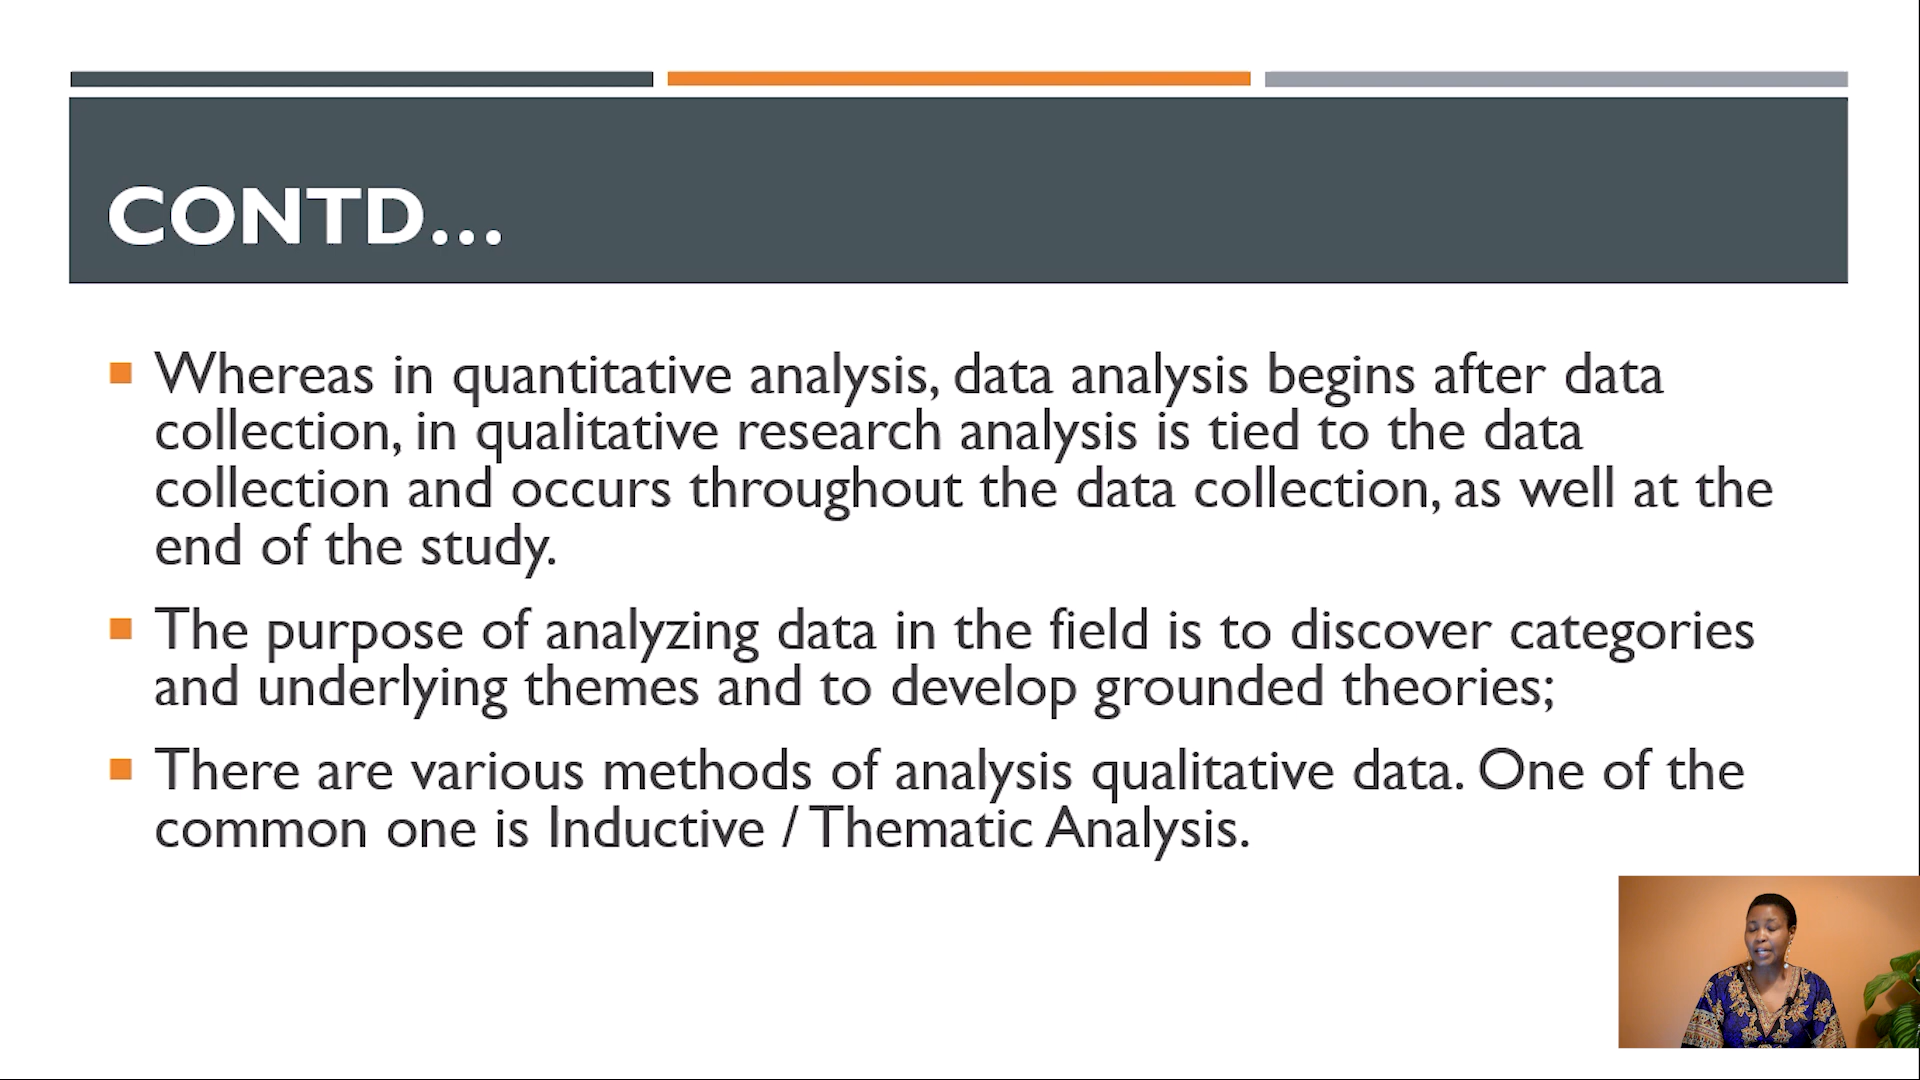 CONTD...
Whereas in quantitative analysis, data analysis begins after data
collection, in qualitative research analysis is tied to the data
collection and occurs throughout the data collection, as well at the
end of the study.
The purpose of analyzing data in the field is to discover categories
and underlying themes and to develop grounded theories;
There are various methods of analysis qualitative data. One of the
common one is Inductive / Thematic Analysis.